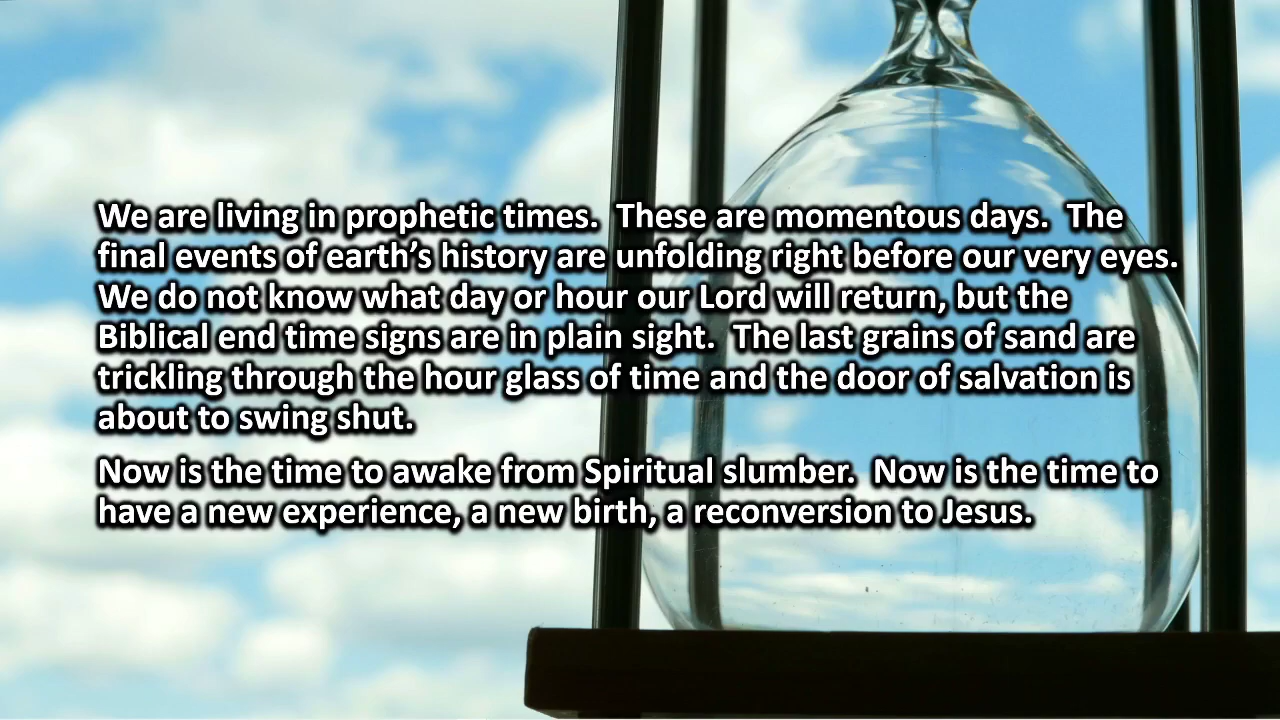 We are living in prophetic times.  These are momentous days.  The
final events of earth’s history are unfolding right before our very eyes.
We do not know what day or hour our Lord will return, but the
Biblical end time signs are in plain sight.  The last grains of sand are
trickling through the hour glass of time and the door of salvation is
about to swing shut.
Now is the time to awake from Spiritual slumber.  Now is the time to
have a new experience, a new birth, a reconversion to Jesus.